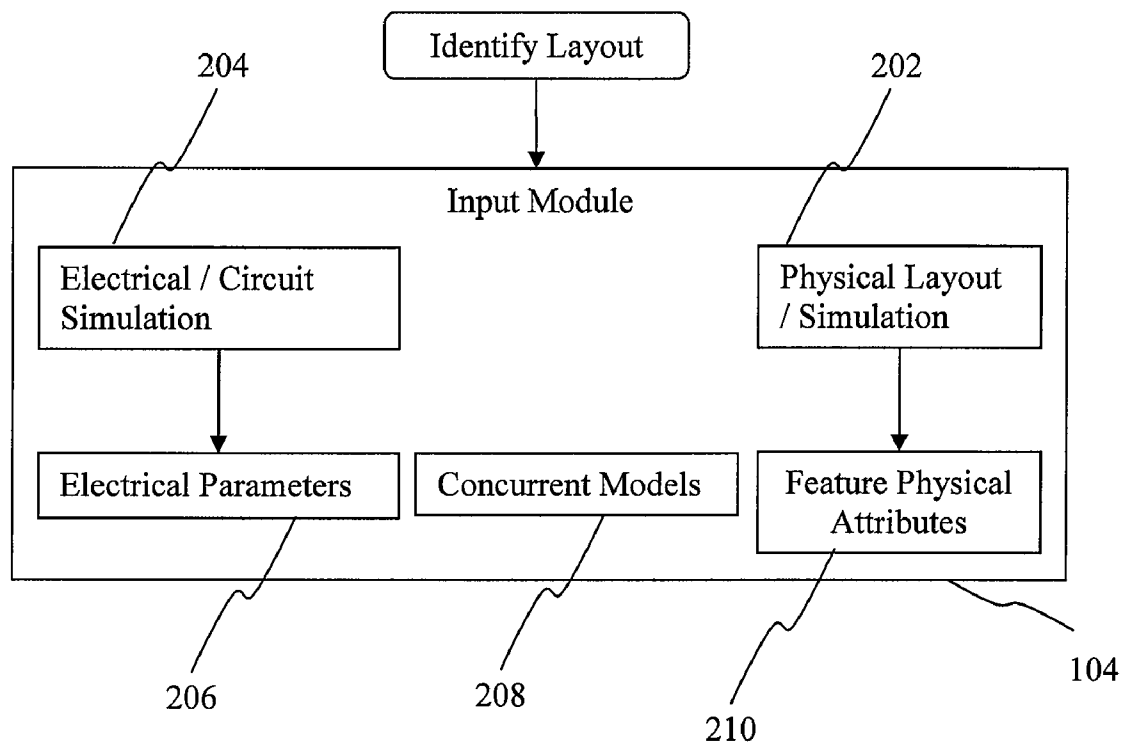 Identify Layout
204
202
Input Module
Electrical / Circuit
Simulation
Physical Layout
/ Simulation
Electrical Parameters
Concurrent Models
Feature Physical
Attributes
206
208
210
104